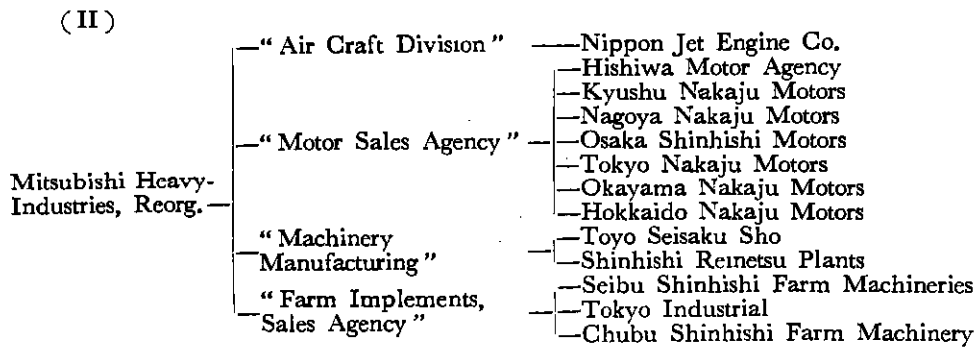 (II)
“ Air Craft Division ”
Nippon Jet Engine Co.
Hishiwa Motor Agency
Kyushu Nakaju Motors
Nagoya Nakaju Motors
“ Motor Sales Agency ”
Osaka Shinhishi Motors
Tokyo Nakaju Motors
Mitsubishi Heavy-
Industries, Reorg.
Okayama Nakaju Motors
Hokkaido Nakaju Motors
“ Machinery
Manufacturing ”
Toyo Seisaku Sho
Shinhishi Reinetsu Plants
“ Farm Implements,
Sales Agency ”
Seibu Shinhishi Farm Machineries
Tokyo Industrial
Chubu Shinhishi Farm Machinery